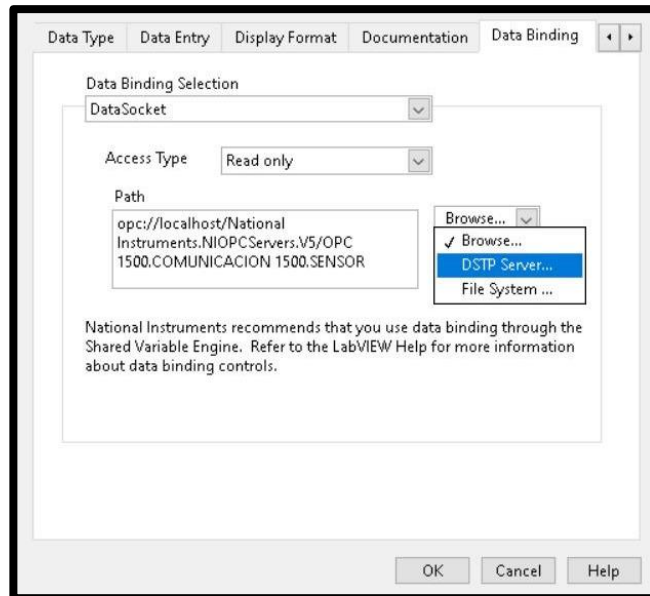 Data Type Data Entry Display Format Documentation Data Binding
Data Binding Selection
DataSocket
Access Type Read only
Path
opc://localhost/National
Instruments.NIOPCServers.V5/OPC
1500.COMUNICACION 1500.SENSOR
Browse...
✓ Browse...
DSTP Server...
File System ...
National Instruments recommends that you use data binding through the
Shared Variable Engine. Refer to the LabVIEW Help for more information
about data binding controls.
OK Cancel Help